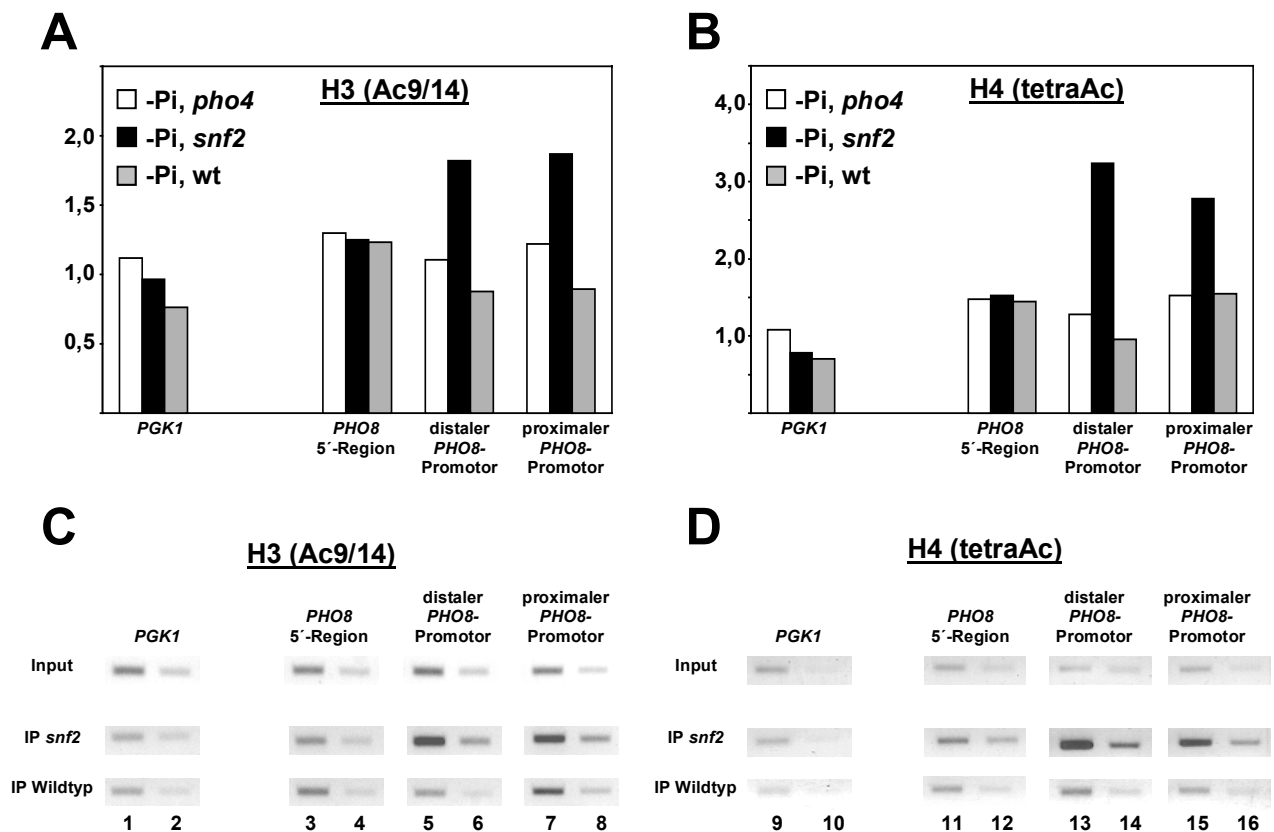 A
H3 (Ac9/14)
-Pi, pho4
-Pi, snf2
-Pi, wt
2,0
1,5
1,0
0,5
PGK1
PHO8
5´-Region
distaler
PHO8-
Promotor
proximaler
PHO8-
Promotor
B
H4 (tetraAc)
-Pi, pho4
-Pi, snf2
-Pi, wt
4,0
3,0
2,0
1,0
PGK1
PHO8
5´-Region
distaler
PHO8-
Promotor
proximaler
PHO8-
Promotor
C
H3 (Ac9/14)
PGK1
PHO8
5´-Region
distaler
PHO8-
Promotor
proximaler
PHO8-
Promotor
Input
IP snf2
IP Wildtyp
1 2 3 4 5 6 7 8
D
H4 (tetraAc)
PGK1
PHO8
5´-Region
distaler
PHO8-
Promotor
proximaler
PHO8-
Promotor
Input
IP snf2
IP Wildtyp
9 10 11 12 13 14 15 16